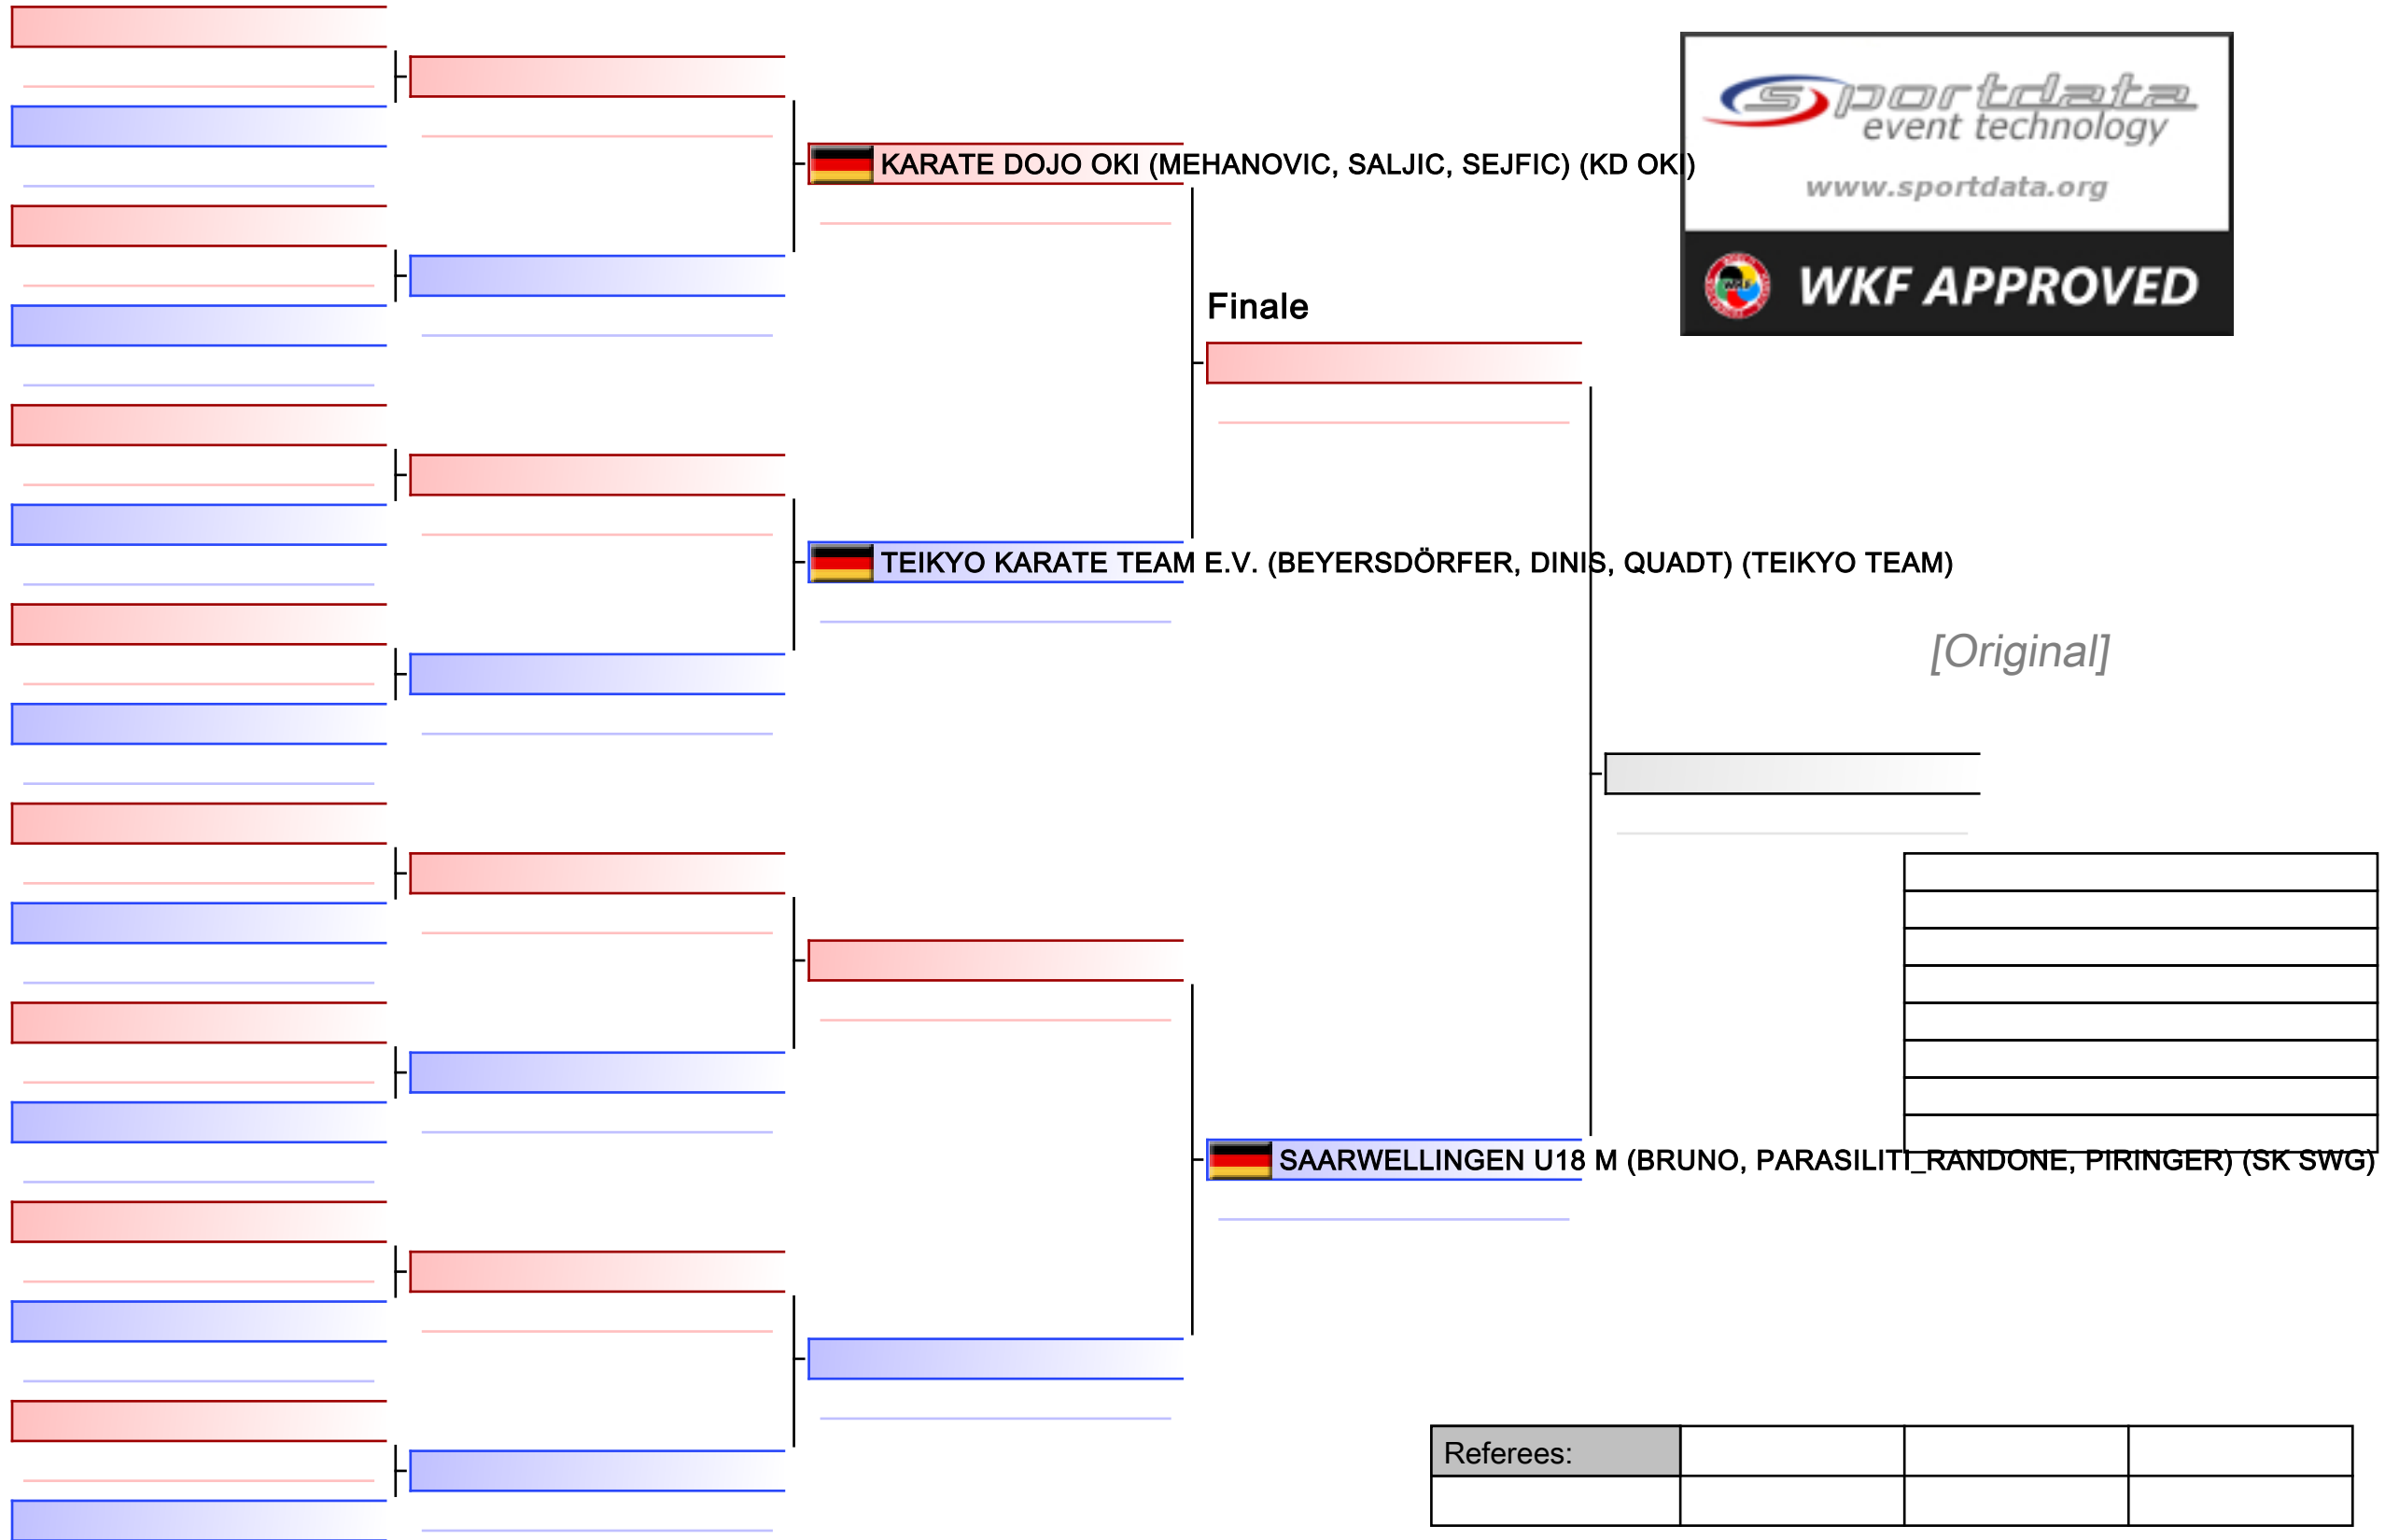 sportdata
event technology
www.sportdata.org
WKF APPROVED
KARATE DOJO OKI (MEHANOVIC, SALJIC, SEJFIC) (KD OKI)
Finale
TEIKYO KARATE TEAM E.V. (BEYERSDÖRFER, DINIS, QUADT) (TEIKYO TEAM)
[Original]
SAARWELLINGEN U18 M (BRUNO, PARASILITI_RANDONE, PIRINGER) (SK SWG)
Referees: